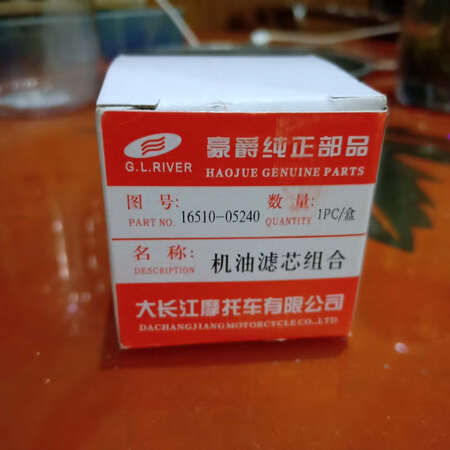 G.L.RIVER
豪爵纯正部品
HAOJUE GENUINE PARTS
图号: 16510-05240 数量: 1PC/盒
PART NO. QUANTITY
名称: 机油滤芯组合
DESCRIPTION
大长江摩托车有限公司
DACHANGJIANGMOTORCYCLE CO.,LTD.